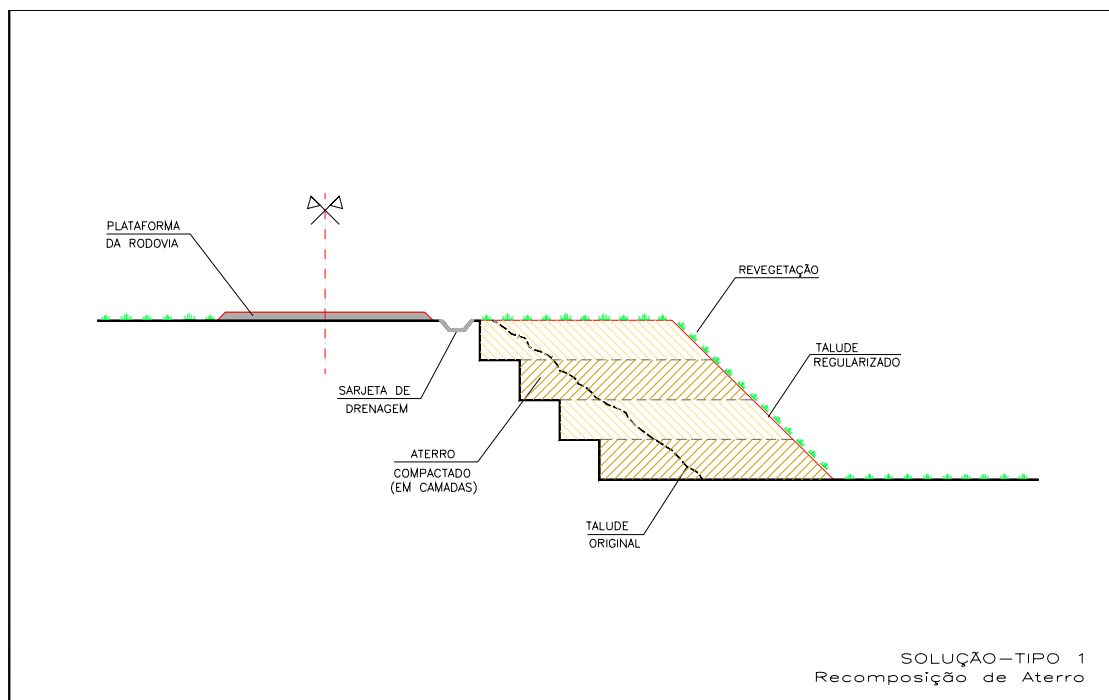 PLATAFORMA
DA RODOVIA
REVEGETAÇÃO
TALUDE
REGULARIZADO
SARJETA DE
DRENAGEM
ATERRO
COMPACTADO
(EM CAMADAS)
TALUDE
ORIGINAL
SOLUÇÃO-TIPO 1
Recomposição de Aterro